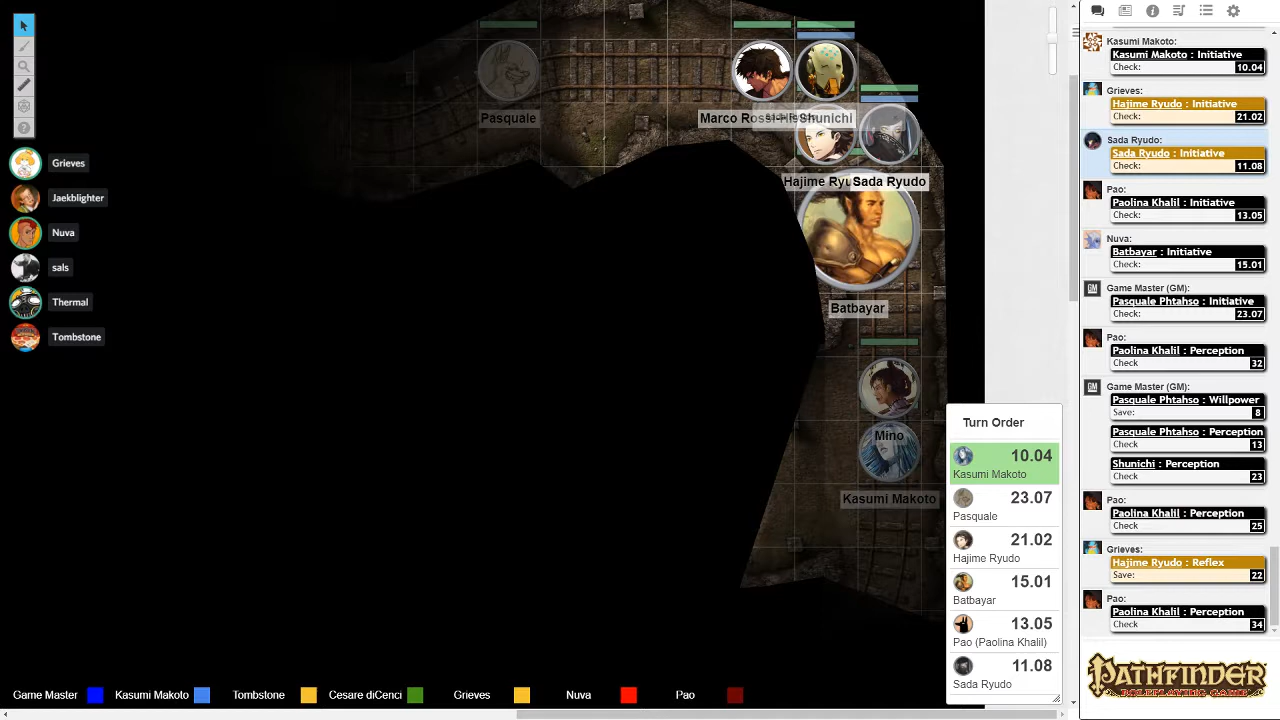 Pasquale
Marco Rossi
Shunichi
Hajime Ryu
Sada Ryudo
Batbayar
Mino
Kasumi Makoto
Grieves
Jaekblighter
Nuva
sals
Thermal
Tombstone
Game Master
Kasumi Makoto
Tombstone
Cesare diCenci
Grieves
Nuva
Pao
Turn Order
10.04
Kasumi Makoto
23.07
Pasquale
21.02
Hajime Ryudo
15.01
Batbayar
13.05
Pao (Paolina Khalil)
11.08
Sada Ryudo
Kasumi Makoto:
Kasumi Makoto : Initiative
Check: 10.04
Grieves:
Hajime Ryudo : Initiative
Check: 21.02
Sada Ryudo:
Sada Ryudo : Initiative
Check: 11.08
Pao:
Paolina Khalil : Initiative
Check: 13.05
Nuva:
Batbayar : Initiative
Check: 15.01
Game Master (GM):
GM
Pasquale Phtahso : Initiative
Check: 23.07
Pao:
Paolina Khalil : Perception
Check 32
Game Master (GM):
GM
Pasquale Phtahso : Willpower
Save: 8
Pasquale Phtahso : Perception
Check 13
Shunichi : Perception
Check 23
Pao:
Paolina Khalil : Perception
Check 25
Grieves:
Hajime Ryudo : Reflex
Save: 22
Pao:
Paolina Khalil : Perception
Check 34
PATHFINDER
ROLEPLAYING GAME